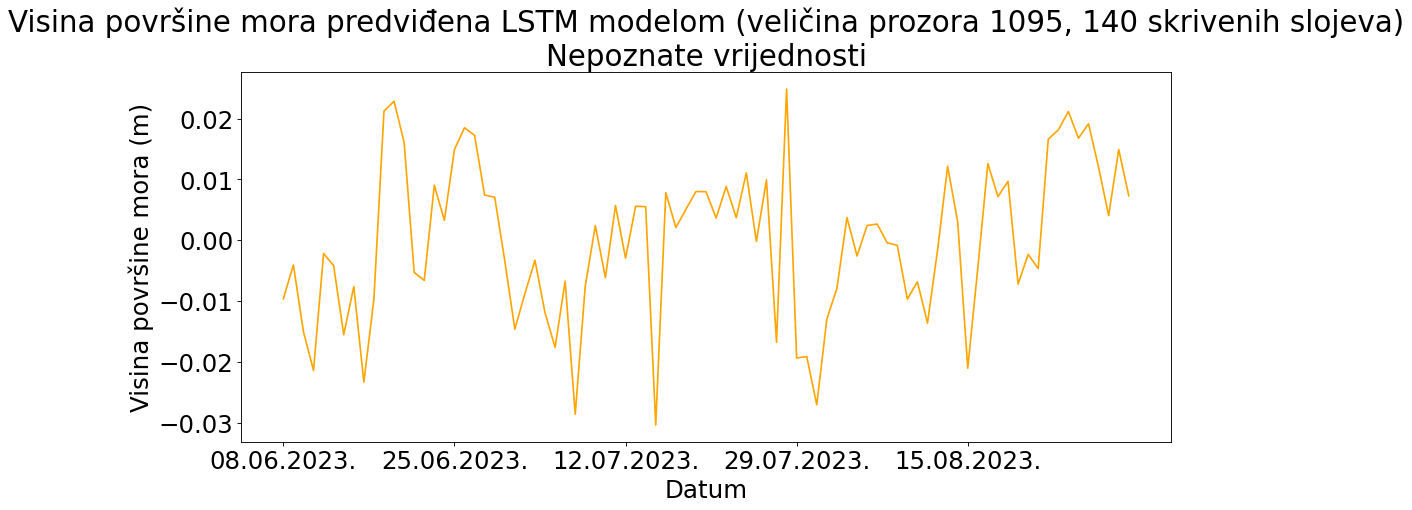 Visina površine mora predviđena LSTM modelom (veličina prozora 1095, 140 skrivenih slojeva)
Nepoznate vrijednosti
Visina površine mora (m)
0.02
0.01
0.00
−0.01
−0.02
−0.03
08.06.2023. 25.06.2023. 12.07.2023. 29.07.2023. 15.08.2023.
Datum